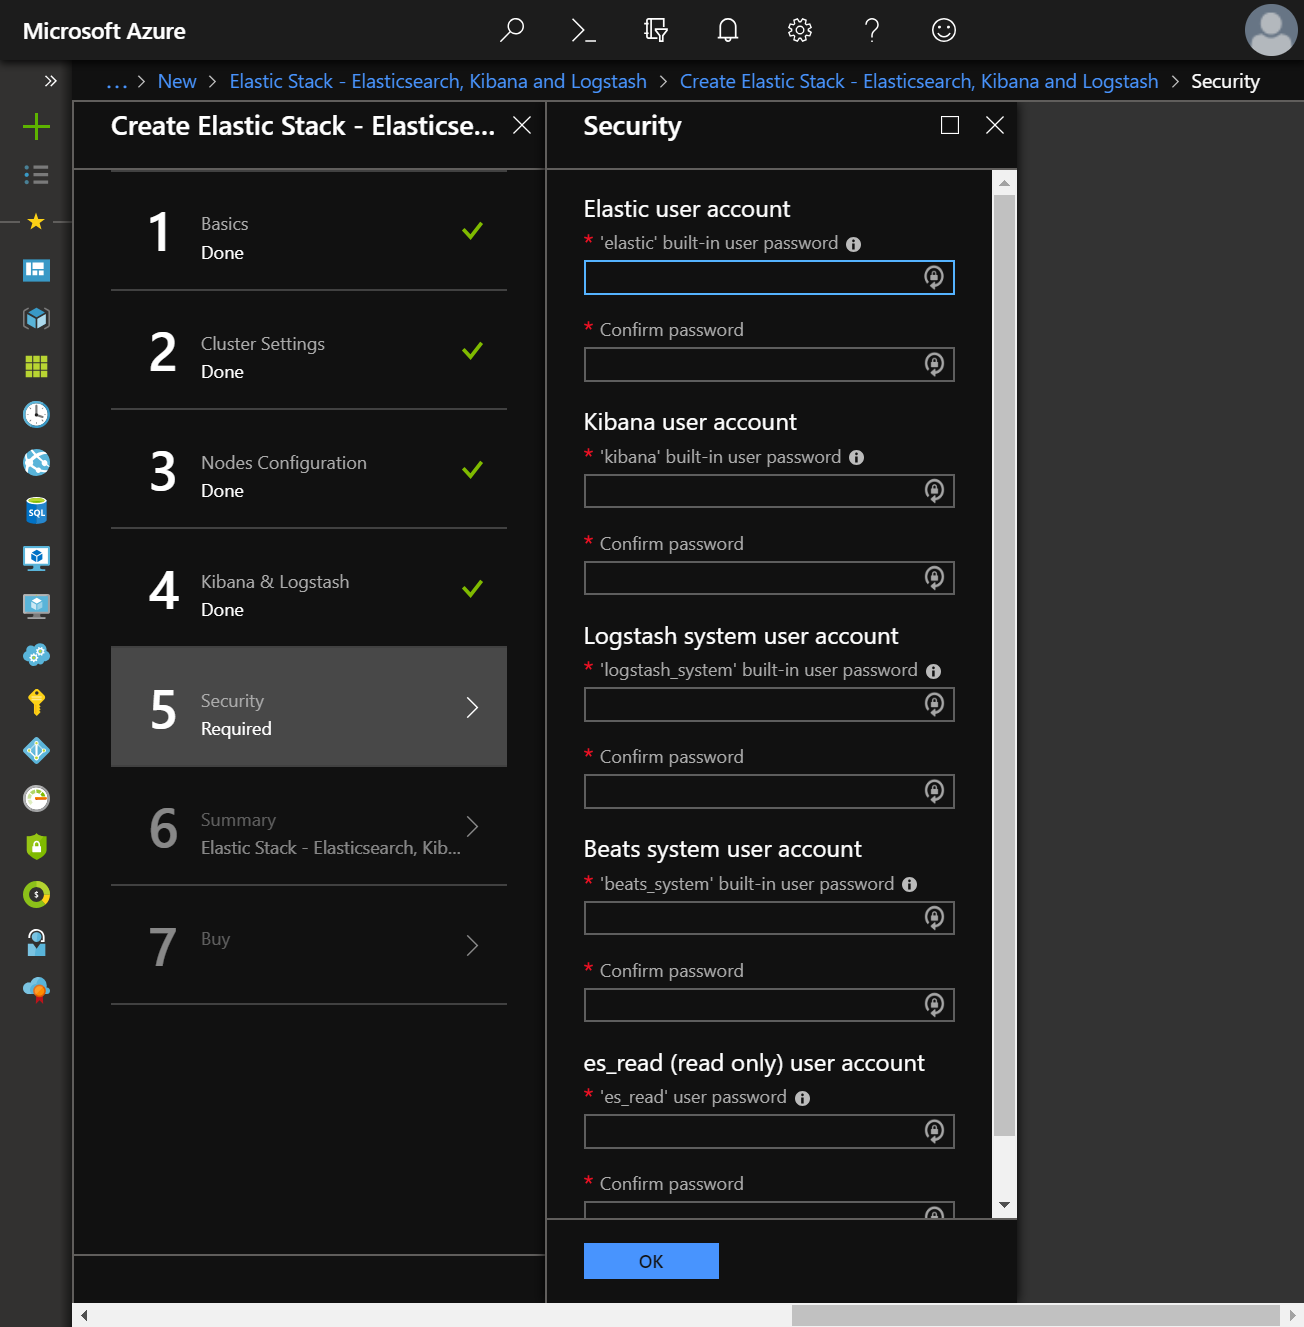 Microsoft Azure
... > New > Elastic Stack - Elasticsearch, Kibana and Logstash > Create Elastic Stack - Elasticsearch, Kibana and Logstash > Security
Create Elastic Stack - Elasticse...
1
Basics
Done
2
Cluster Settings
Done
3
Nodes Configuration
Done
4
Kibana & Logstash
Done
5
Security
Required
6
Summary
Elastic Stack - Elasticsearch, Kib...
7
Buy
Security
Elastic user account
* 'elastic' built-in user password
* Confirm password
Kibana user account
* 'kibana' built-in user password
* Confirm password
Logstash system user account
* 'logstash_system' built-in user password
* Confirm password
Beats system user account
* 'beats_system' built-in user password
* Confirm password
es_read (read only) user account
* 'es_read' user password
* Confirm password
OK
SQL